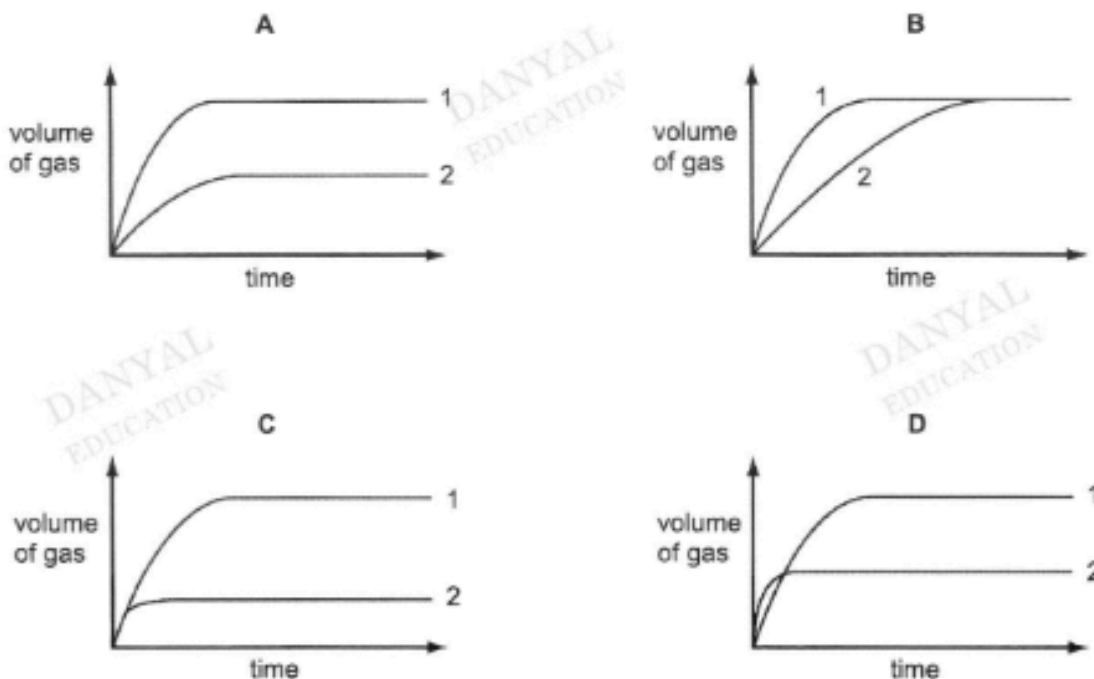 A
volume
of gas
1
2
time
B
volume
of gas
1
2
time
DANYAL
EDUCATION
DANYAL
EDUCATION
DANYAL
EDUCATION
C
volume
of gas
1
2
time
D
volume
of gas
1
2
time